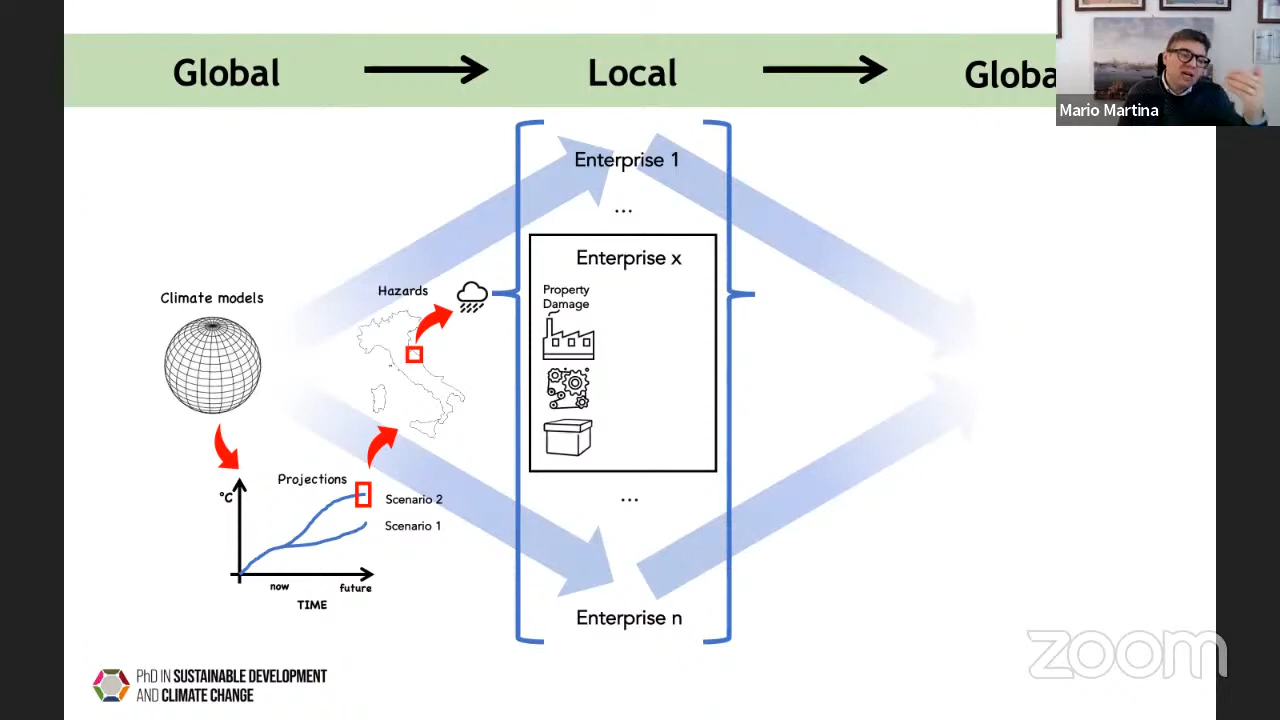 Global
Local
Globa
Mario Martina
Enterprise 1
...
Enterprise x
Property
Damage
Hazards
Climate models
Projections
°C
Scenario 2
Scenario 1
now
future
TIME
...
Enterprise n
PhD IN SUSTAINABLE DEVELOPMENT
AND CLIMATE CHANGE
zoom